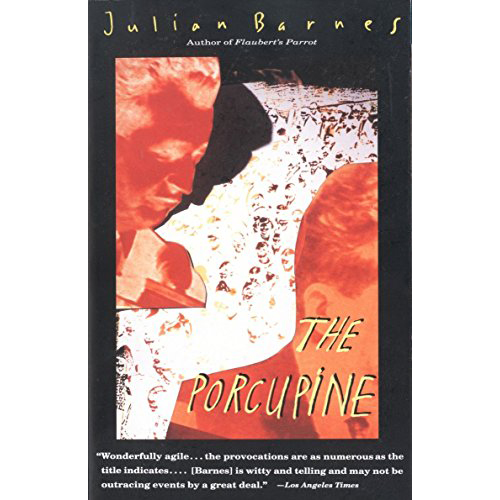 Julian Barnes
Author of Flaubert's Parrot
THE
PORCUPINE
"Wonderfully agile . . . the provocations are as numerous as the
title indicates. . . . [Barnes] is witty and telling and may not be
outracing events by a great deal." —Los Angeles Times